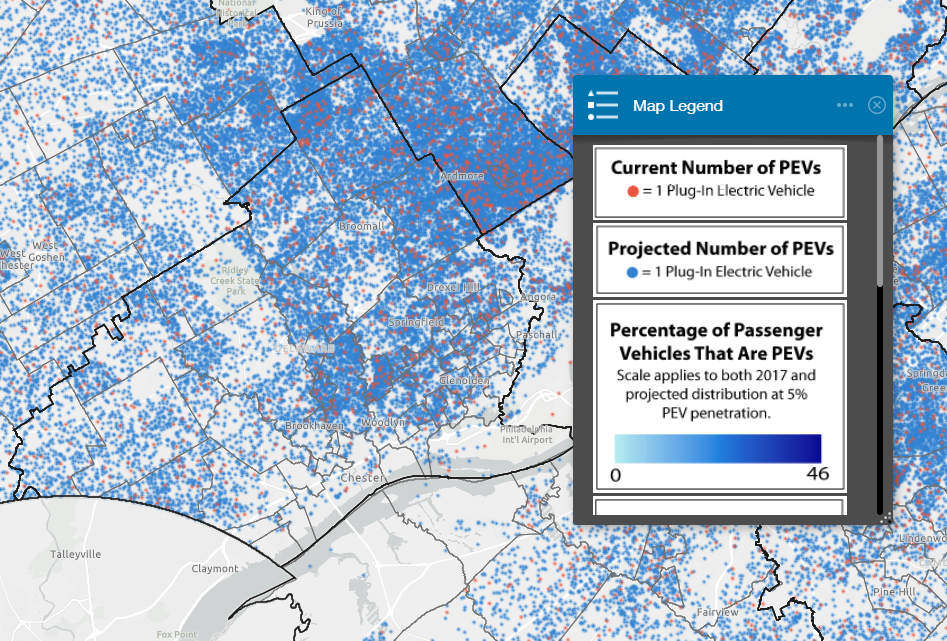 National
Historical
Park
King of
Prussia
Map Legend
Current Number of PEVs
= 1 Plug-In Electric Vehicle
Ardmore
Broomall
Projected Number of PEVs
= 1 Plug-In Electric Vehicle
West
Goshen
West
Chester
Ridley
Creek State
Park
Drexel Hill
Angora
Springfield
Paschall
Percentage of Passenger
Vehicles That Are PEVs
Scale applies to both 2017 and
projected distribution at 5%
PEV penetration.
0
46
Glenolden
Brookhaven
Woodlyn
Philadelphia
Int'l Airport
Chester
Talleyville
Claymont
Lindenwo
Pine Hill
Fairview
Fox Point